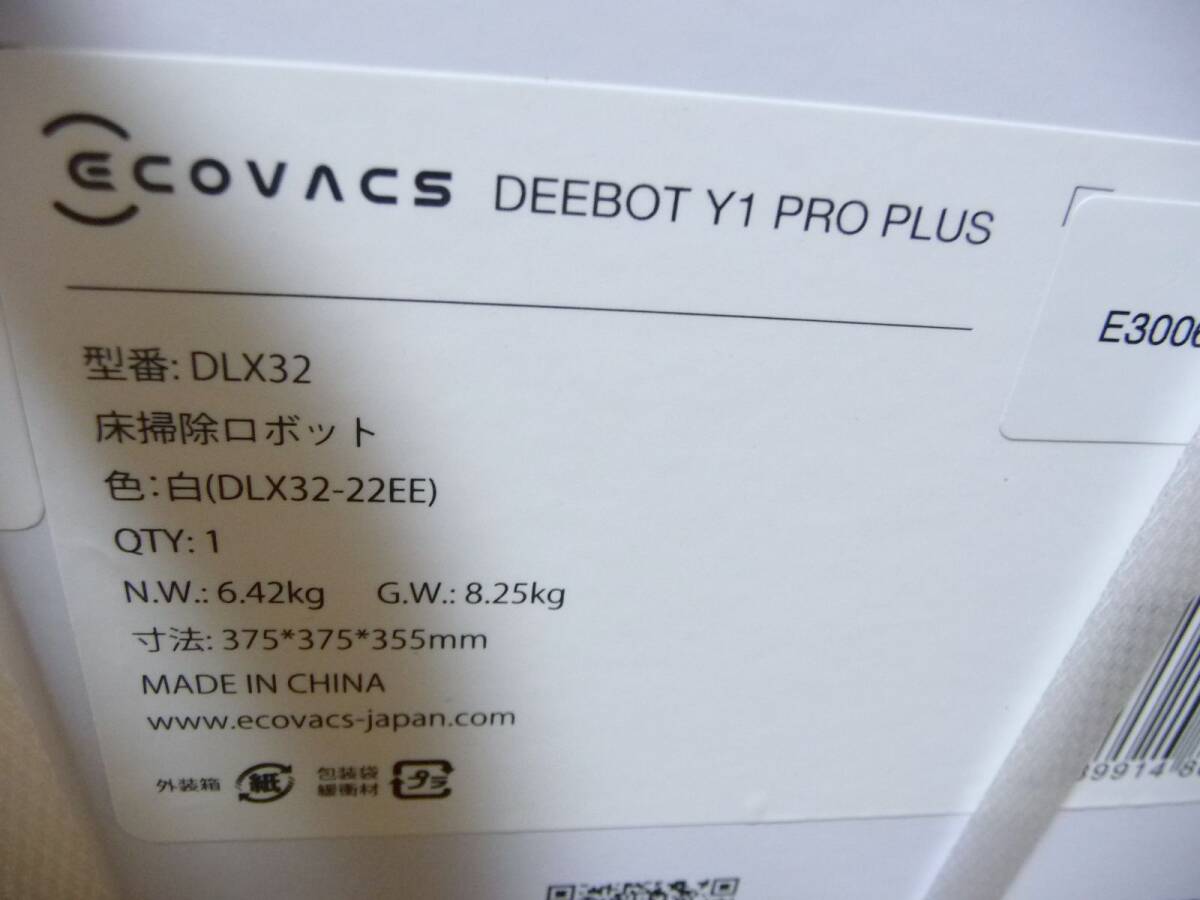 ECOVACS DEEBOT Y1 PRO PLUS
E3006
型番: DLX32
床掃除ロボット
色:白(DLX32-22EE)
QTY: 1
N.W.: 6.42kg G.W.: 8.25kg
寸法: 375*375*355mm
MADE IN CHINA
www.ecovacs-japan.com
外装箱 紙 包装袋 緩衝材 プラ
9914